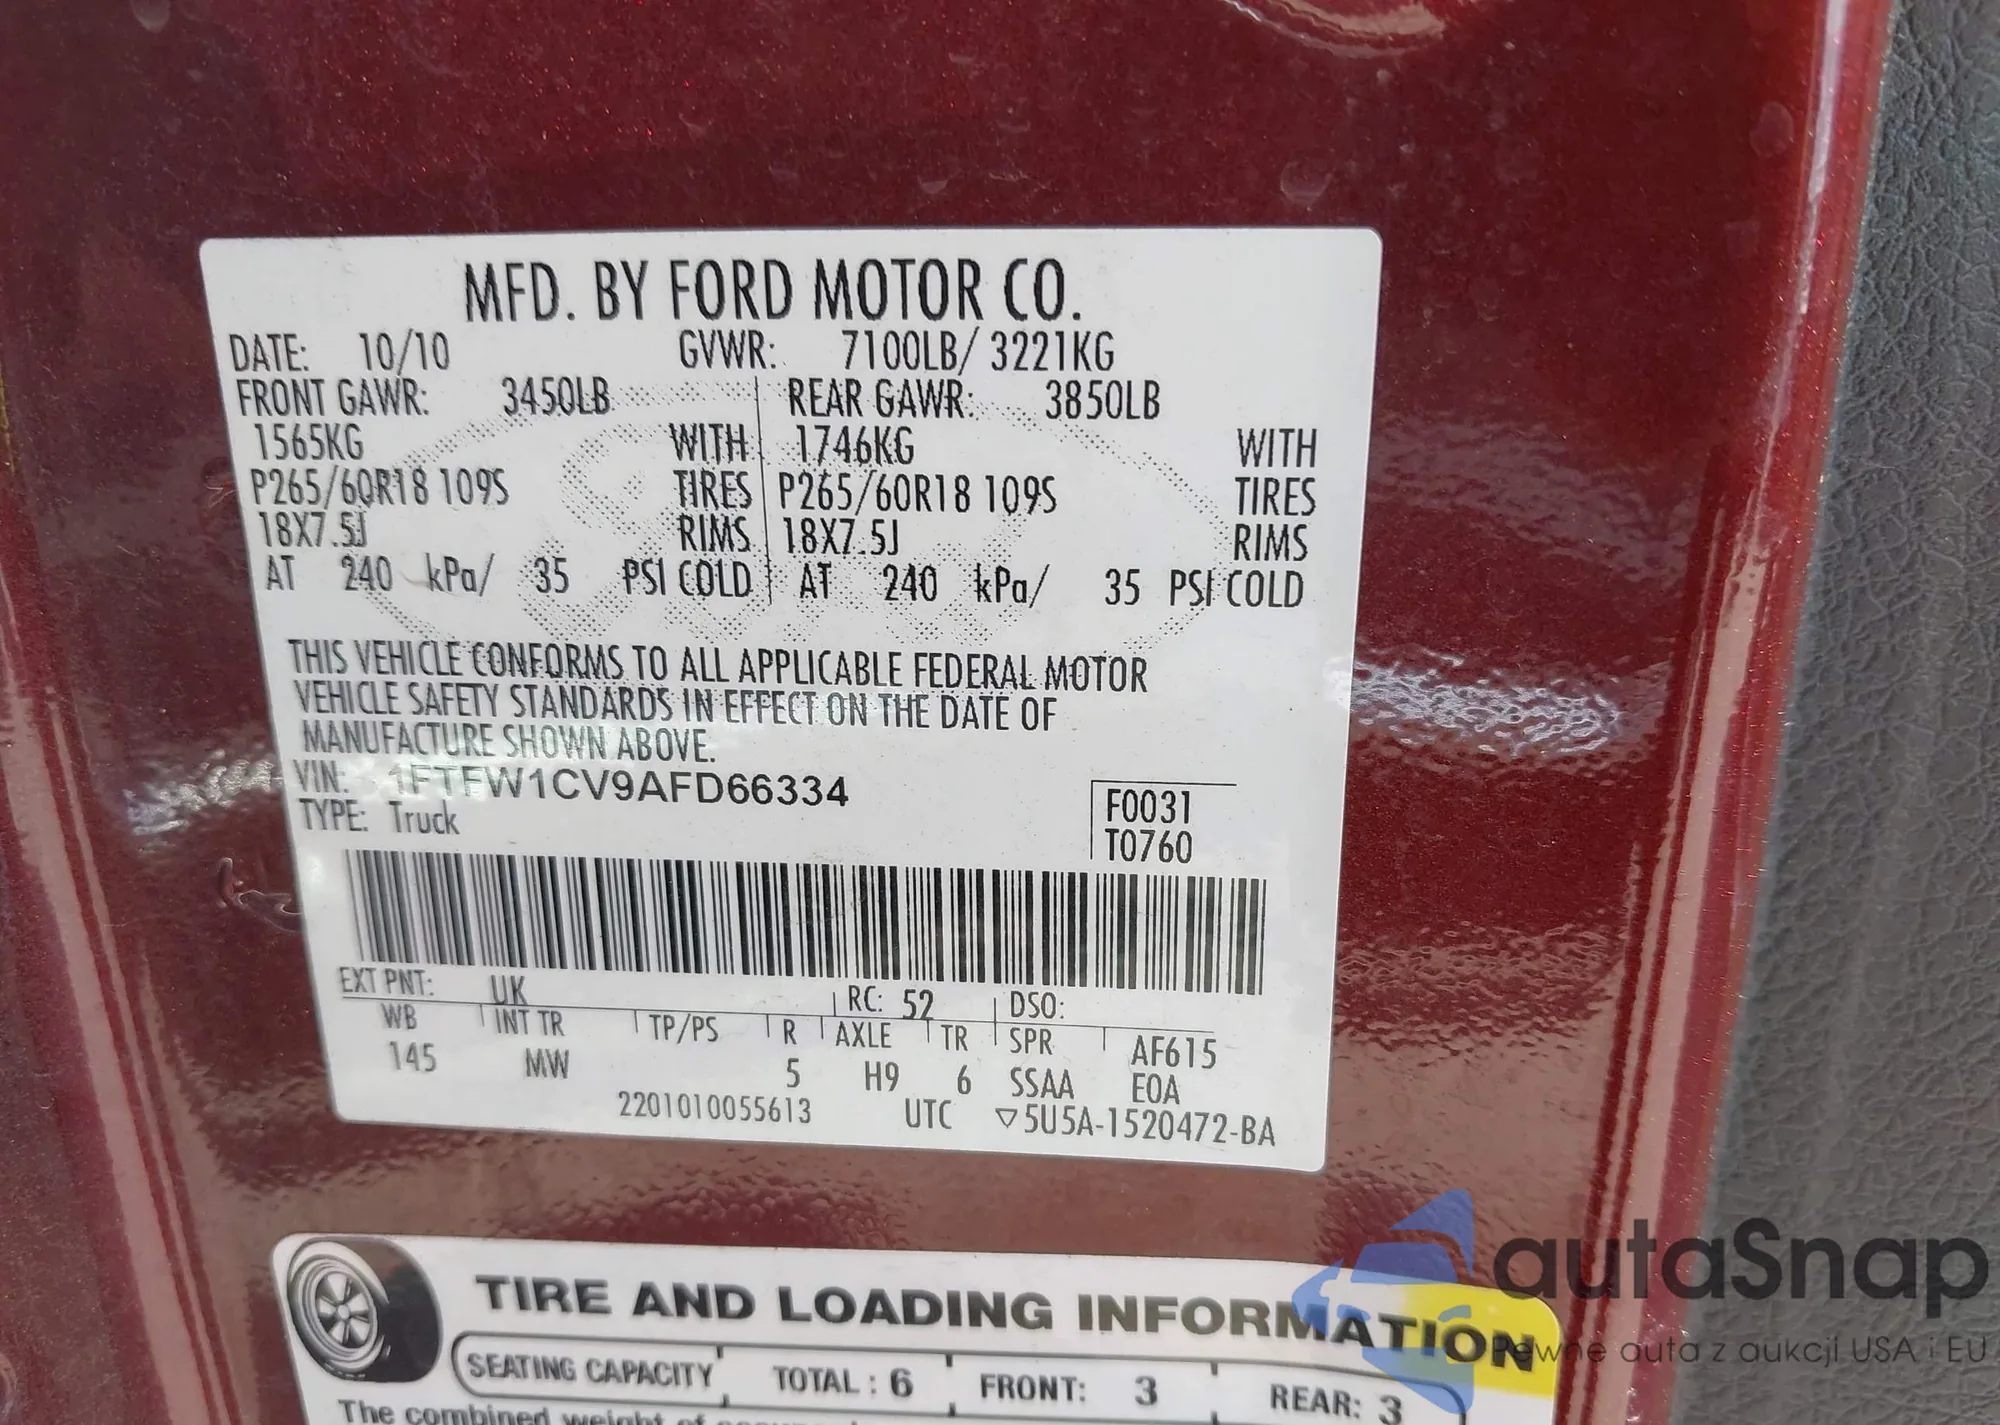 MFD. BY FORD MOTOR CO.
DATE: 10/10 GVWR: 7100LB/ 3221KG
FRONT GAWR: 3450LB REAR GAWR: 3850LB
1565KG WITH 1746KG WITH
P265/60R18 109S TIRES P265/60R18 109S TIRES
18X7.5J RIMS 18X7.5J RIMS
AT 240 kPa/ 35 PSI COLD AT 240 kPa/ 35 PSI COLD
THIS VEHICLE CONFORMS TO ALL APPLICABLE FEDERAL MOTOR
VEHICLE SAFETY STANDARDS IN EFFECT ON THE DATE OF
MANUFACTURE SHOWN ABOVE.
VIN: 1FTFW1CV9AFD66334
TYPE: Truck
F0031
T0760
EXT PNT: UK RC: 52 DSO:
WB INT TR TP/PS R AXLE TR SPR AF615
145 MW 5 H9 6 SSAA EOA
2201010055613 UTC ▽5U5A-1520472-BA
TIRE AND LOADING INFORMATION
SEATING CAPACITY TOTAL : 6 FRONT: 3 REAR: 3
The combined weight of
autaSnap
Pewne auta z aukcji USA i EU